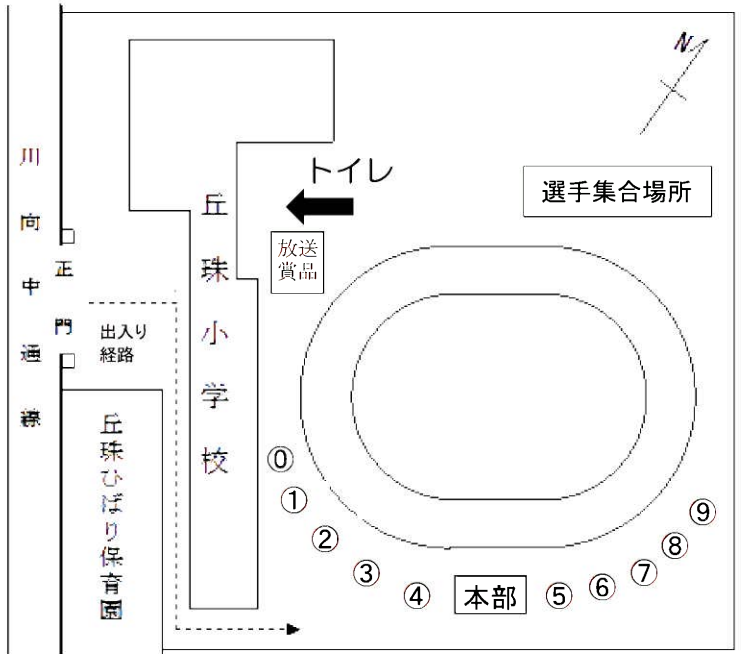 川向中通線
正門
出入り
経路
丘珠ひばり保育園
丘珠小学校
トイレ
放送
賞品
N
選手集合場所
⓪
①
②
③
④
本部
⑤
⑥
⑦
⑧
⑨